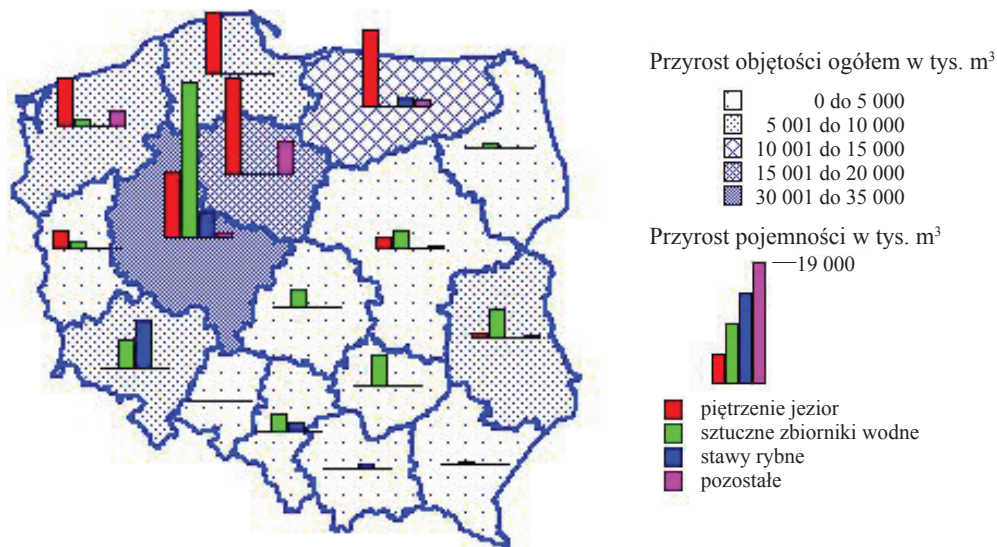 Przyrost objętości ogółem w tys. m³
0 do 5 000
5 001 do 10 000
10 001 do 15 000
15 001 do 20 000
30 001 do 35 000
Przyrost pojemności w tys. m³
19 000
piętrzenie jezior
sztuczne zbiorniki wodne
stawy rybne
pozostałe